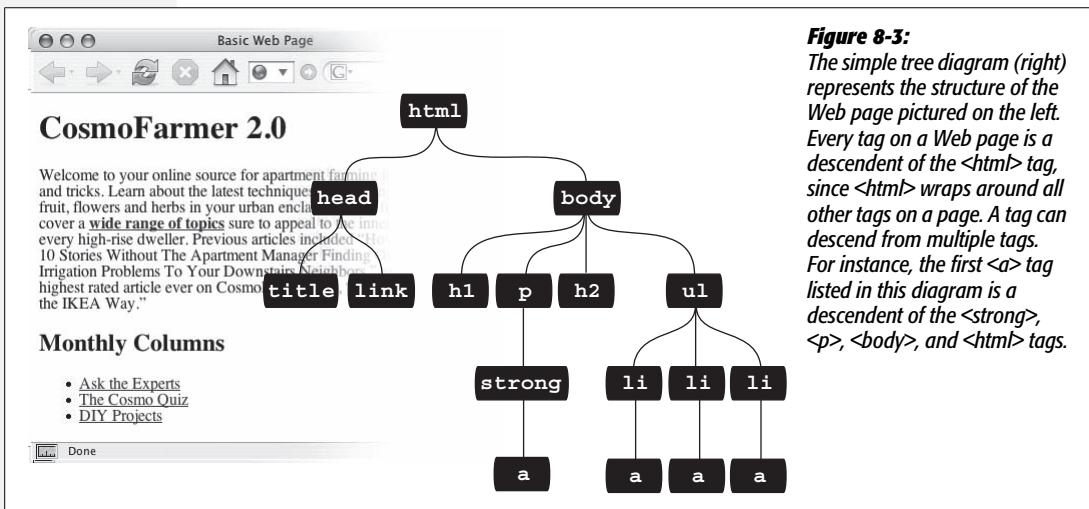 Basic Web Page
CosmoFarmer 2.0
Welcome to your online source for apartment farming
and tricks. Learn about the latest techniques
fruit, flowers and herbs in your urban encla
cover a wide range of topics sure to appeal to the inn
every high-rise dweller. Previous articles included "Ho
10 Stories Without The Apartment Manager Finding
Irrigation Problems To Your Downstairs Neighbors,"
highest rated article ever on Cosmo
the IKEA Way.”
Monthly Columns
• Ask the Experts
• The Cosmo Quiz
• DIY Projects
Done
html
head
body
title
link
h1
p
h2
ul
strong
li
li
li
a
a
a
a
Figure 8-3:
The simple tree diagram (right)
represents the structure of the
Web page pictured on the left.
Every tag on a Web page is a
descendent of the <html> tag,
since <html> wraps around all
other tags on a page. A tag can
descend from multiple tags.
For instance, the first <a> tag
listed in this diagram is a
descendent of the <strong>,
<p>, <body>, and <html> tags.